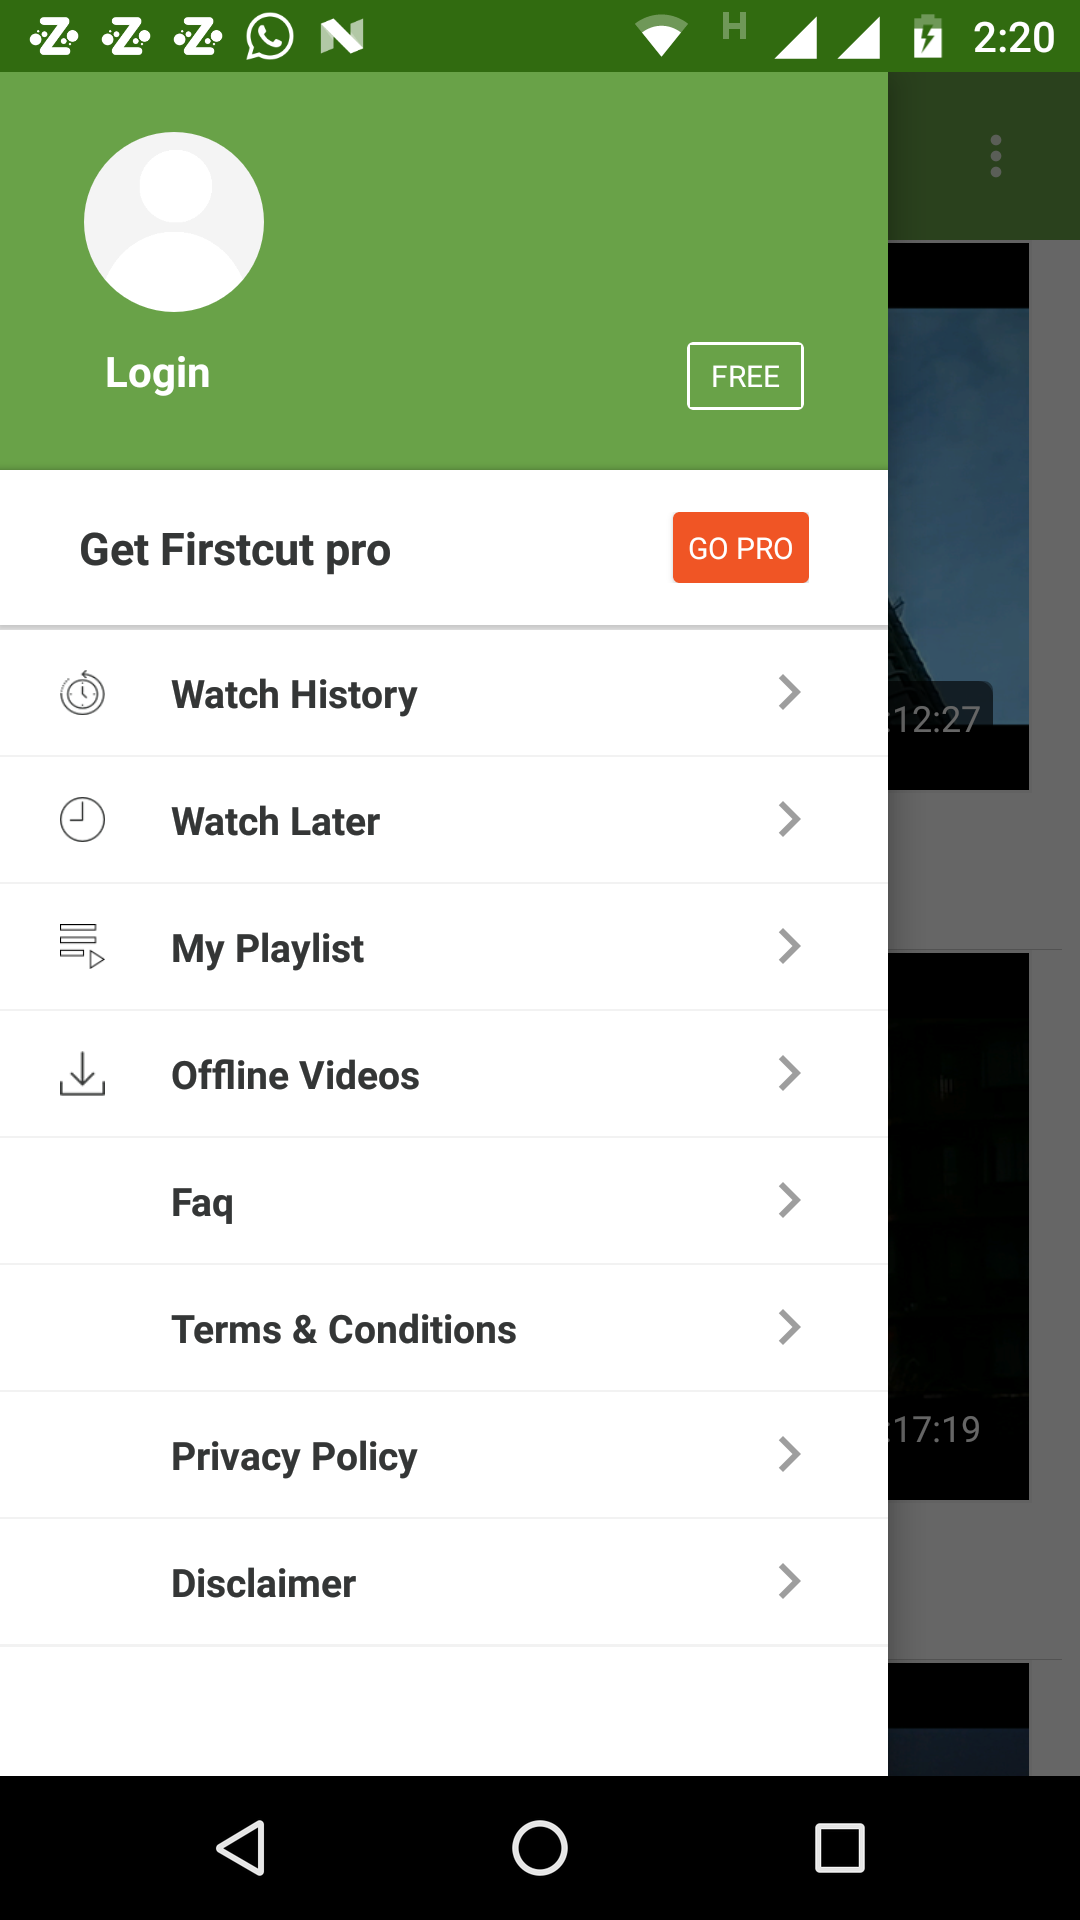 H 2:20
Login
FREE
Get Firstcut pro
GO PRO
Watch History
:12:27
Watch Later
My Playlist
Offline Videos
Faq
Terms & Conditions
:17:19
Privacy Policy
Disclaimer